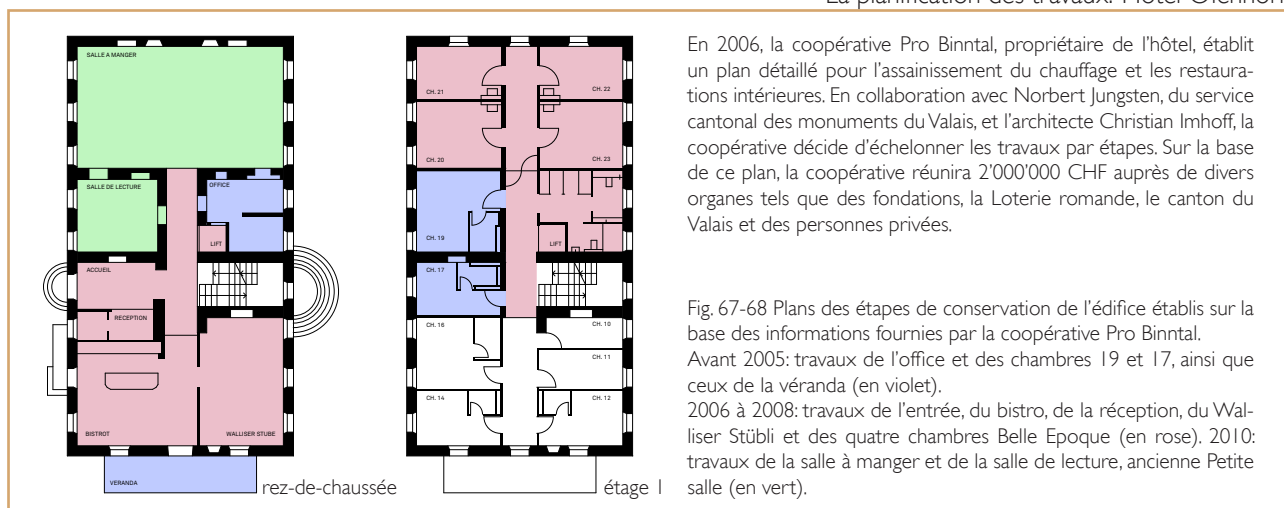 La planification des travaux. Hôtel Ofenhorn
SALLE A MANGER
SALLE DE LECTURE
OFFICE
LIFT
ACCUEIL
RECEPTION
BISTROT
WALLISER STUBE
VERANDA
rez-de-chaussée
CH. 21
CH. 22
CH. 20
CH. 23
CH. 19
LIFT
CH. 17
CH. 16
CH. 10
CH. 11
CH. 14
CH. 12
étage 1
En 2006, la coopérative Pro Binntal, propriétaire de l'hôtel, établit
un plan détaillé pour l'assainissement du chauffage et les restaura-
tions intérieures. En collaboration avec Norbert Jungsten, du service
cantonal des monuments du Valais, et l'architecte Christian Imhoff, la
coopérative décide d'échelonner les travaux par étapes. Sur la base
de ce plan, la coopérative réunira 2'000'000 CHF auprès de divers
organes tels que des fondations, la Loterie romande, le canton du
Valais et des personnes privées.
Fig. 67-68 Plans des étapes de conservation de l'édifice établis sur la
base des informations fournies par la coopérative Pro Binntal.
Avant 2005: travaux de l'office et des chambres 19 et 17, ainsi que
ceux de la véranda (en violet).
2006 à 2008: travaux de l'entrée, du bistro, de la réception, du Wal-
liser Stübli et des quatre chambres Belle Epoque (en rose). 2010:
travaux de la salle à manger et de la salle de lecture, ancienne Petite
salle (en vert).